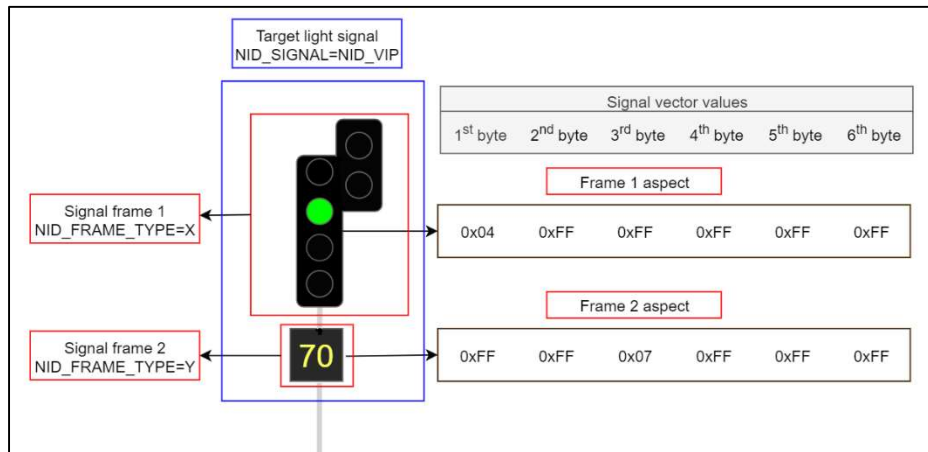 Target light signal
NID_SIGNAL=NID_VIP
Signal vector values
1st byte 2nd byte 3rd byte 4th byte 5th byte 6th byte
Frame 1 aspect
Signal frame 1
NID_FRAME_TYPE=X
0x04 0xFF 0xFF 0xFF 0xFF 0xFF
Frame 2 aspect
Signal frame 2
NID_FRAME_TYPE=Y
70
0xFF 0xFF 0x07 0xFF 0xFF 0xFF